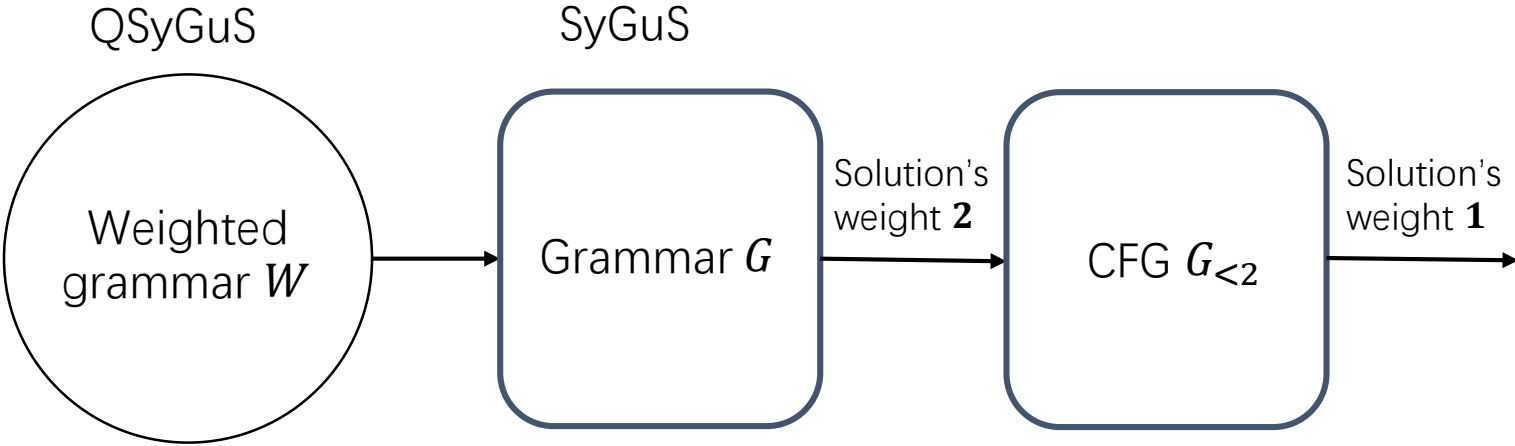 QSyGuS
SyGuS
Weighted
grammar W
Grammar G
Solution's
weight 2
CFG G<2
Solution's
weight 1